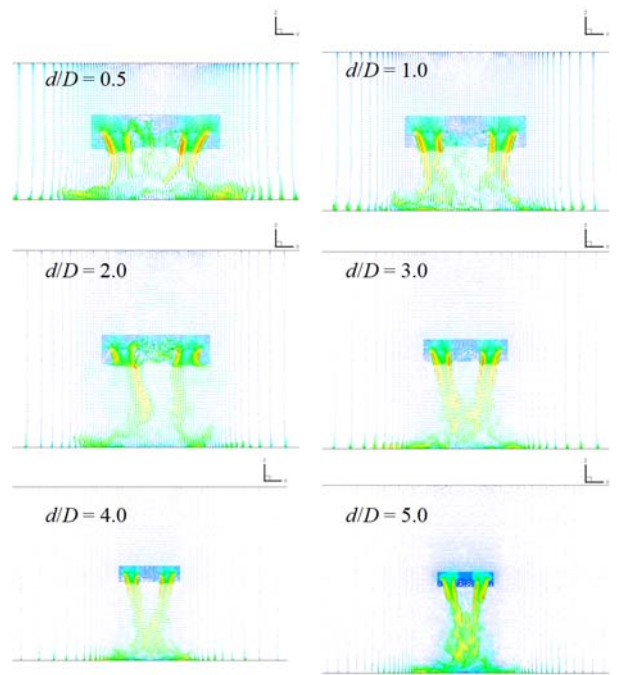 d/D = 0.5
d/D = 1.0
d/D = 2.0
d/D = 3.0
d/D = 4.0
d/D = 5.0